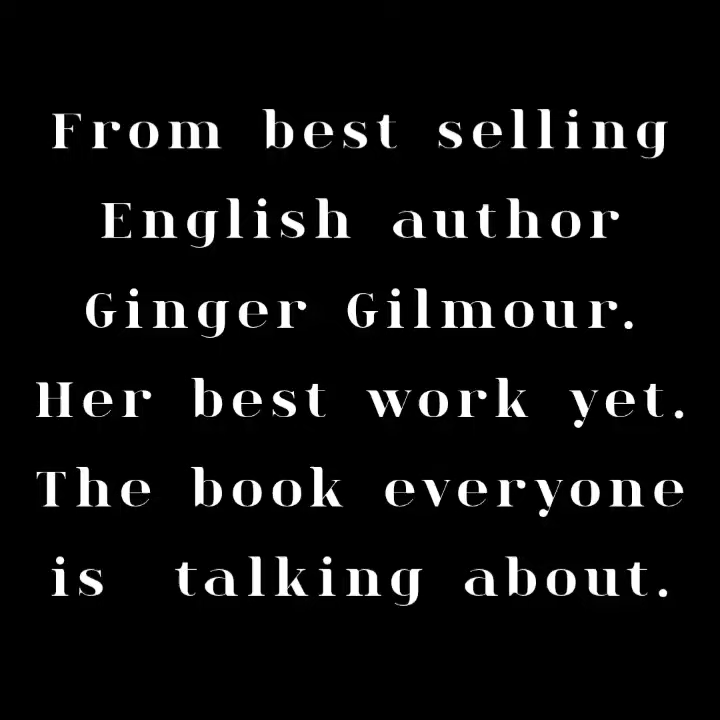 From best selling
English author
Ginger Gilmour.
Her best work yet.
The book everyone
is talking about.